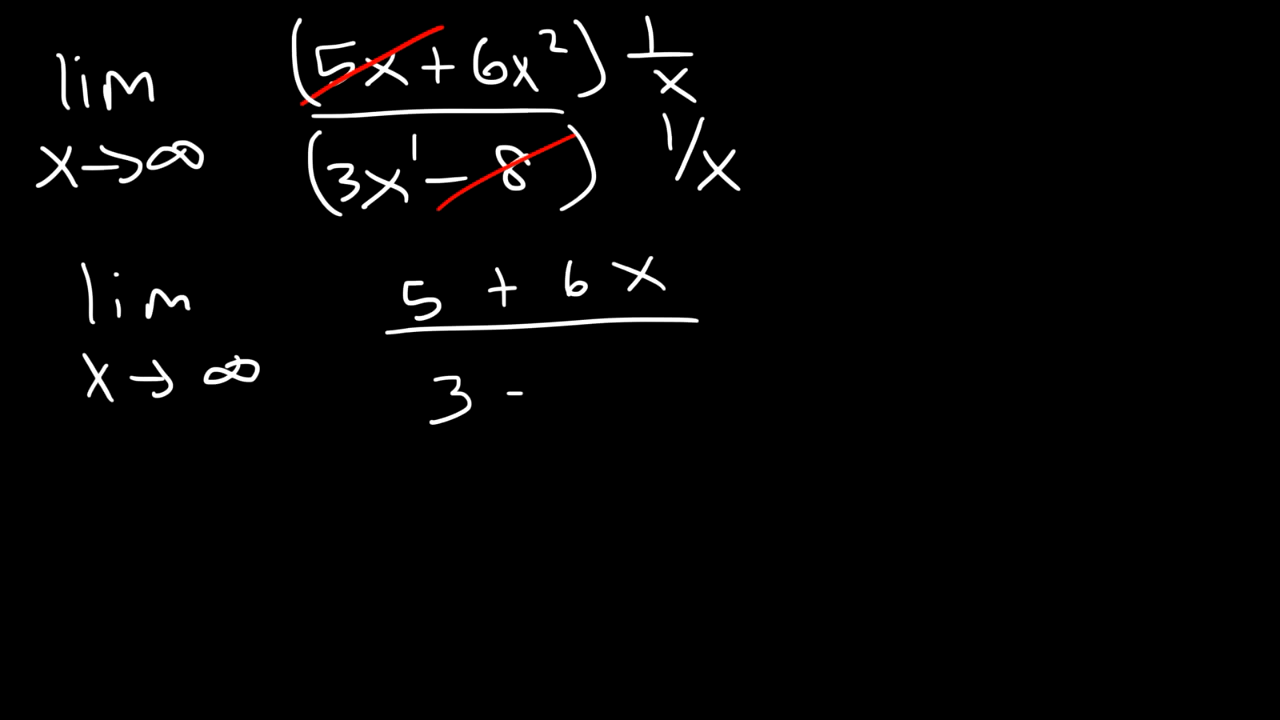 lim (5x + 6x²) 1/x
x→∞ (3x¹ - 8) 1/x
lim 5 + 6x
x→∞ 3 -